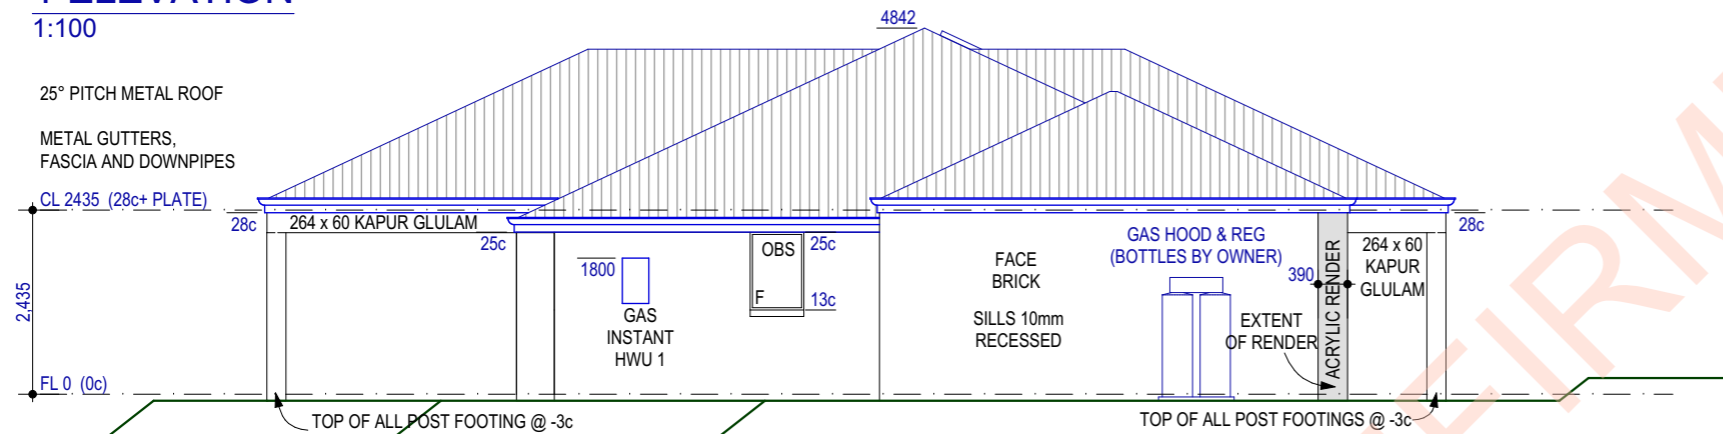 1:100
4842
25° PITCH METAL ROOF
METAL GUTTERS,
FASCIA AND DOWNPIPES
CL 2435 (28c+ PLATE)
28c
264 x 60 KAPUR GLULAM
25c
1800
GAS
INSTANT
HWU 1
OBS
F
25c
13c
FACE
BRICK
SILLS 10mm
RECESSED
GAS HOOD & REG
(BOTTLES BY OWNER)
390
EXTENT
OF RENDER
ACRYLIC RENDER
264 x 60
KAPUR
GLULAM
28c
2,435
FL 0 (0c)
TOP OF ALL POST FOOTING @ -3c
TOP OF ALL POST FOOTINGS @ -3c